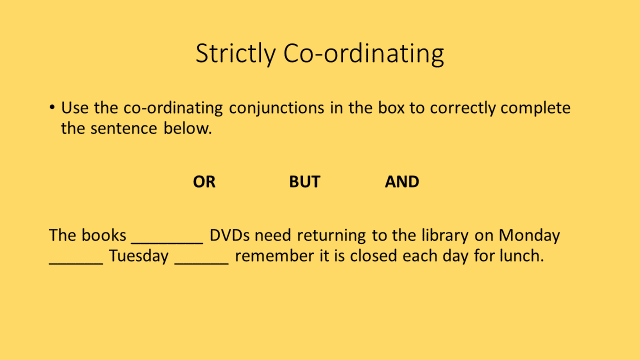 Strictly Co-ordinating
• Use the co-ordinating conjunctions in the box to correctly complete
the sentence below.
OR BUT AND
The books ________ DVDs need returning to the library on Monday
______ Tuesday ______ remember it is closed each day for lunch.